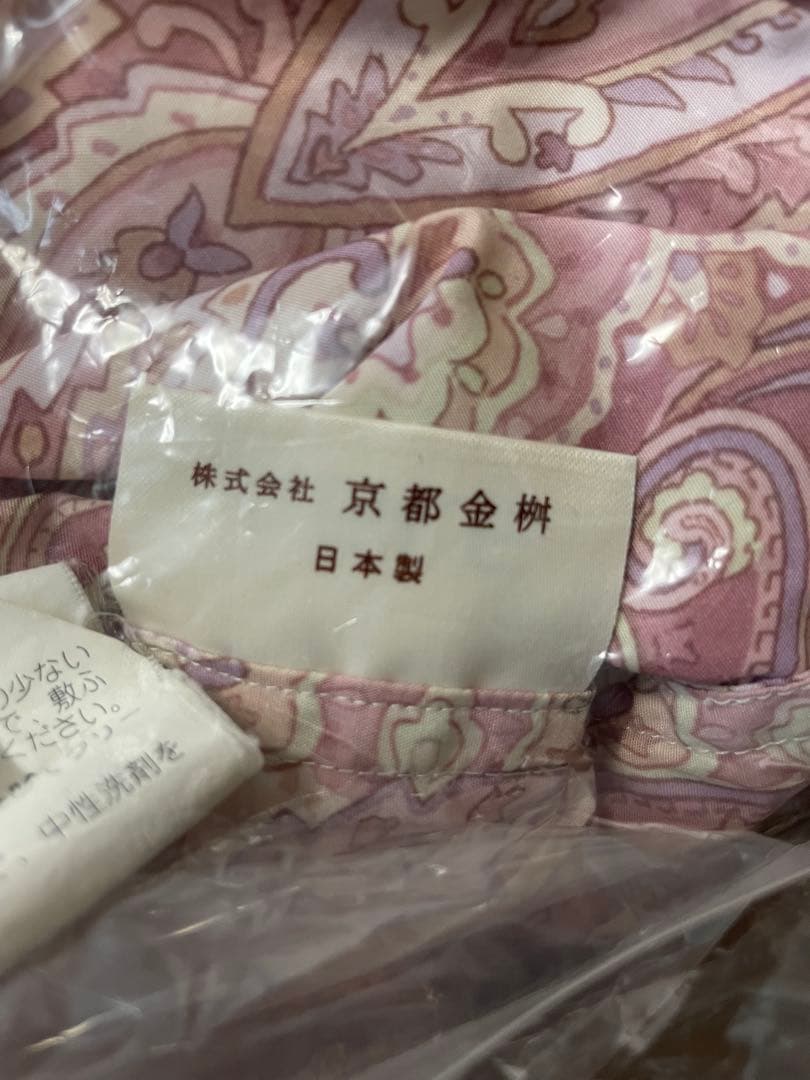 株式会社 京都金桝
日本製
の少ない
で、敷ふ
ください。
中性洗剤を